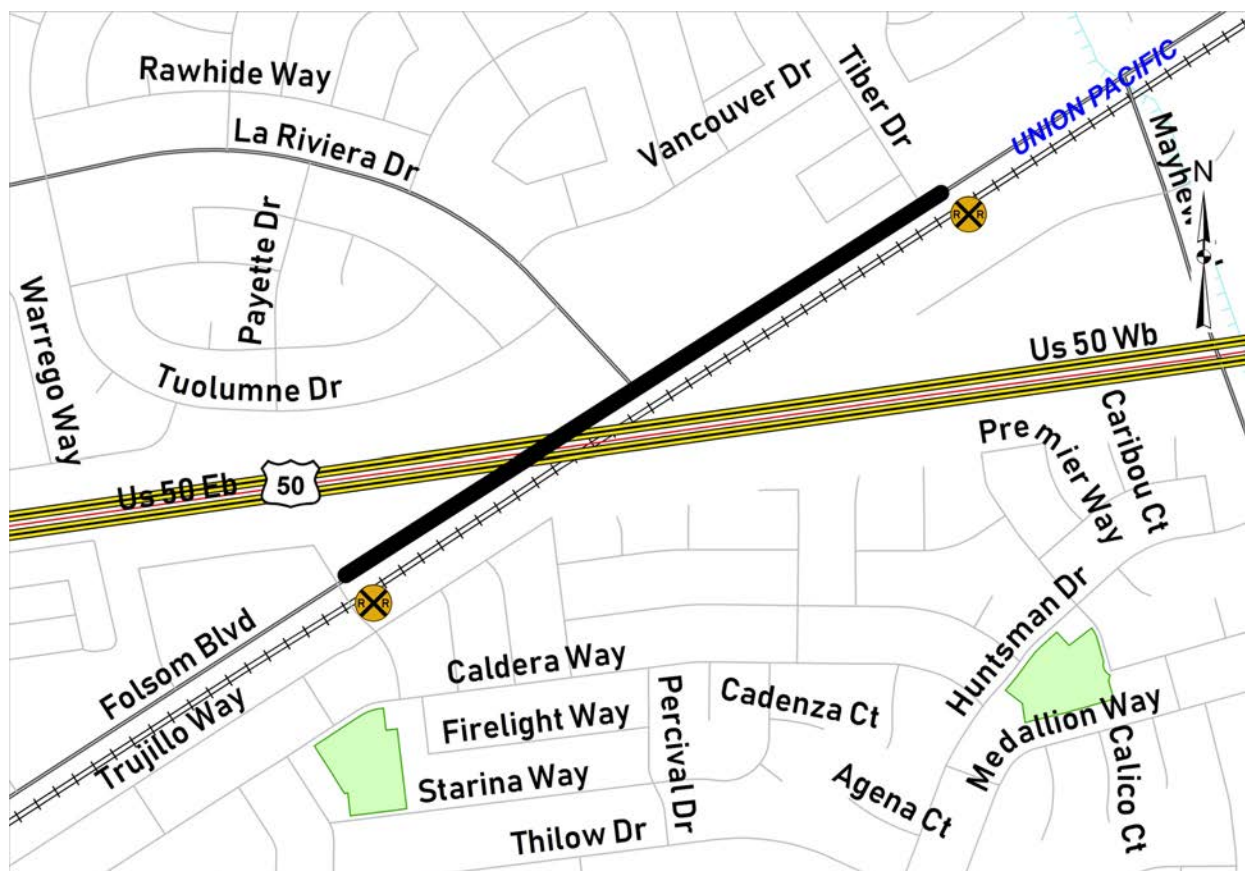 Rawhide Way
La Riviera Dr
Vancouver Dr
Tiber Dr
UNION PACIFIC
N
R R
Payette Dr
Warrego Way
Tuolumne Dr
Us 50 Wb
Us 50 Eb
50
Premier Way
Caribou Ct
R R
Folsom Blvd
Trujillo Way
Caldera Way
Firelight Way
Percival Dr
Cadenza Ct
Huntsman Dr
Medallion Way
Starina Way
Agena Ct
Calico Ct
Thilow Dr